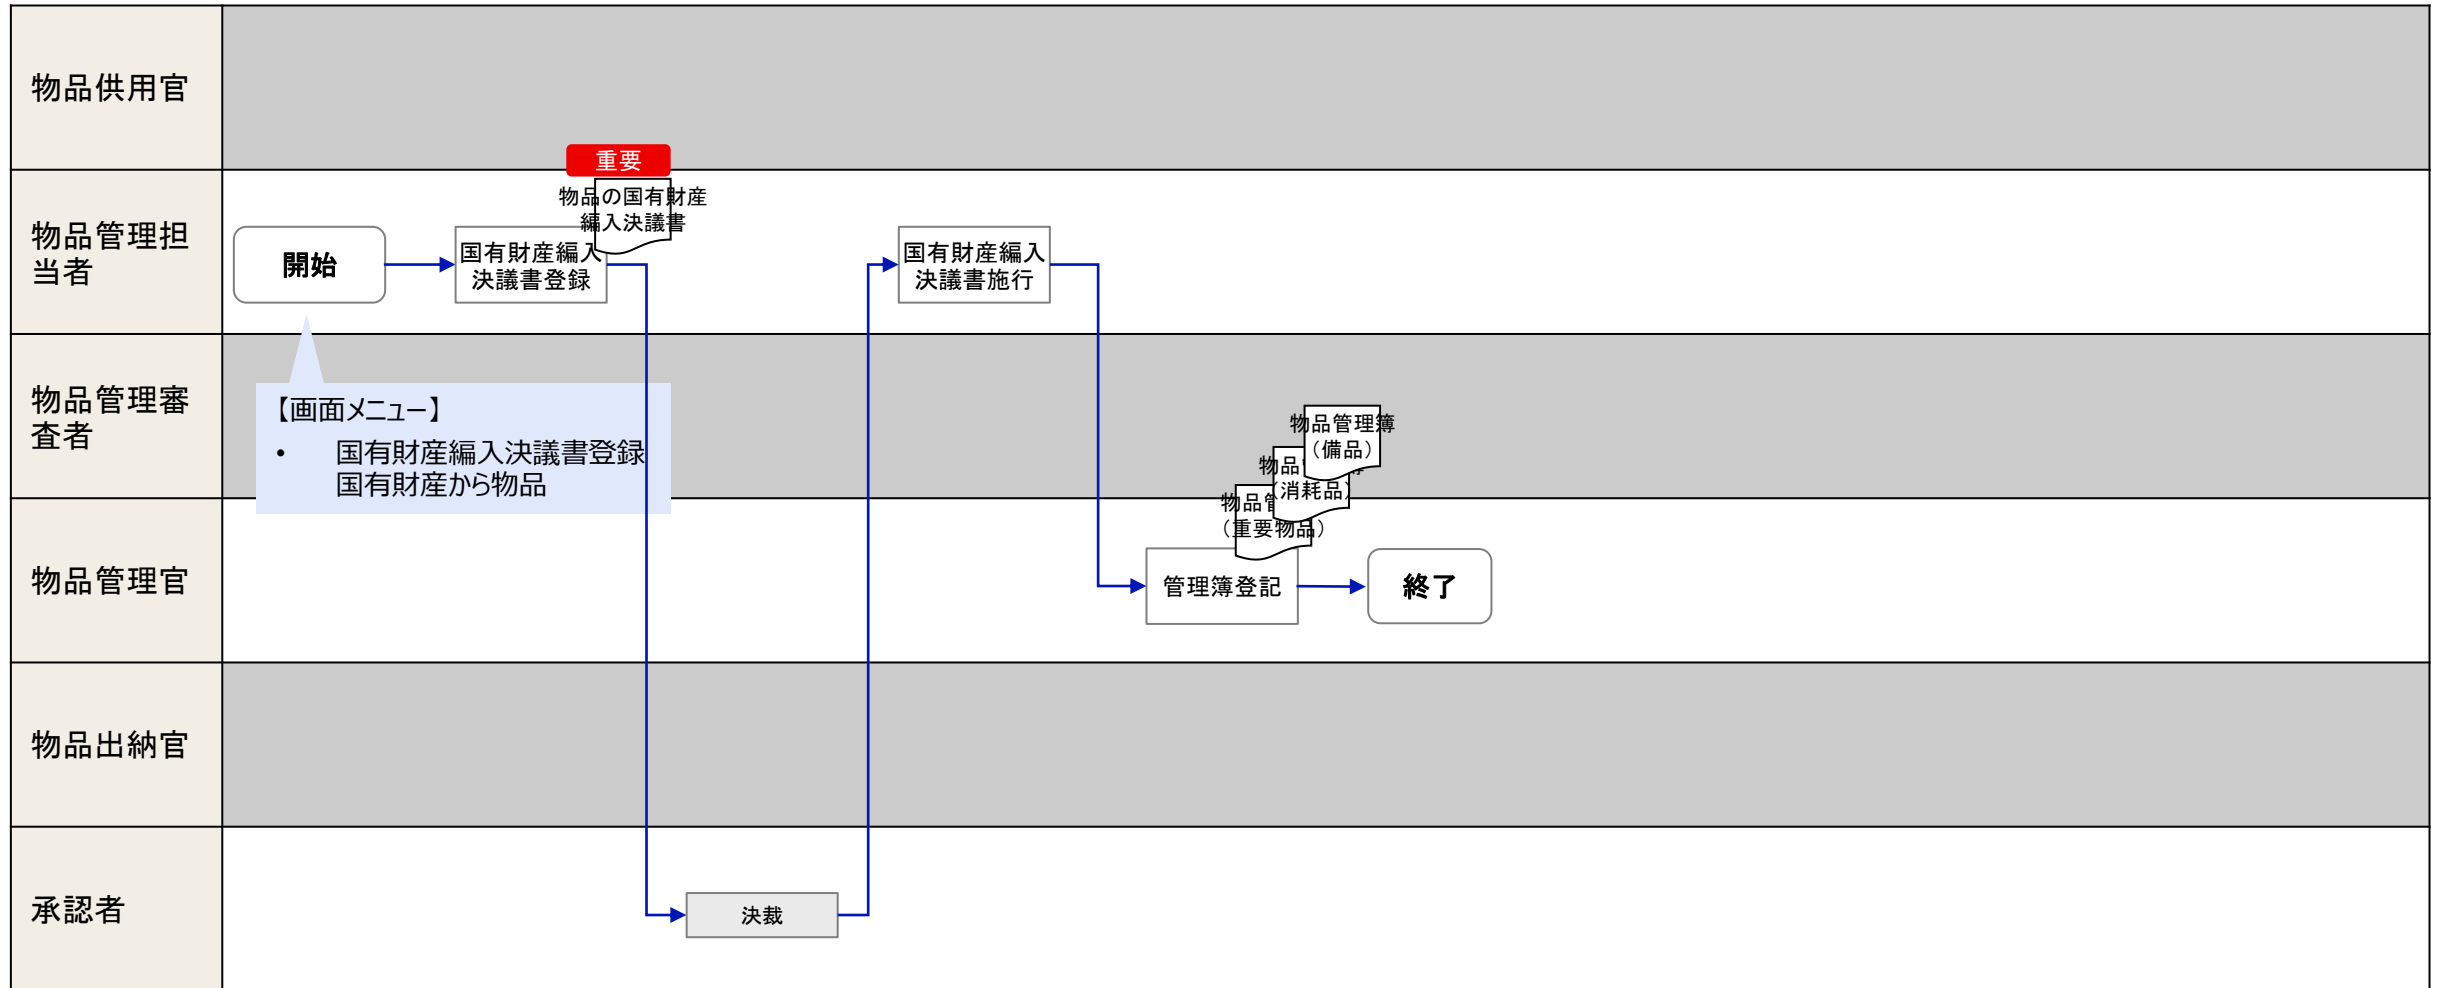 物品供用官
重要
物品の国有財産
編入決議書
物品管理担
当者
開始
国有財産編入
決議書登録
国有財産編入
決議書施行
物品管理審
査者
【画面メニュー】
• 国有財産編入決議書登録
国有財産から物品
物品管理簿
（備品）
（消耗品）
（重要物品）
物品管理官
管理簿登記
終了
物品出納官
承認者
決裁